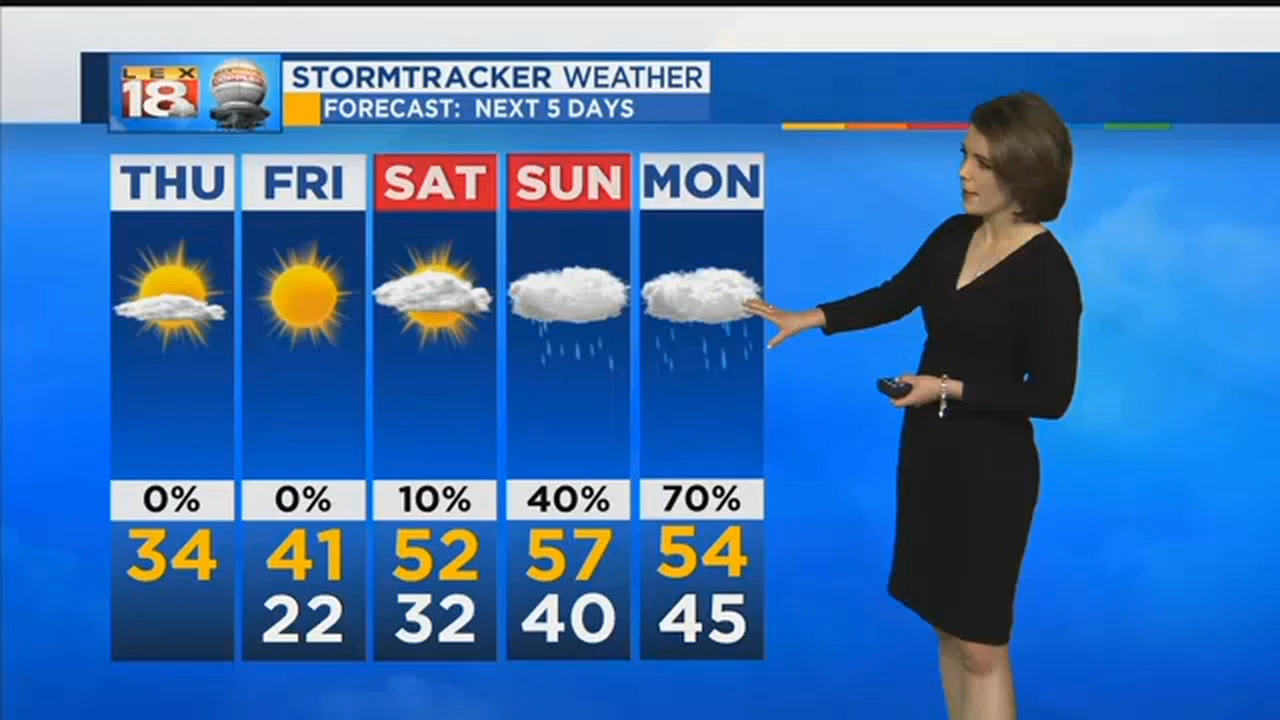 LEX
18
STORMTRACKER WEATHER
FORECAST: NEXT 5 DAYS
THU FRI SAT SUN MON
0% 0% 10% 40% 70%
34 41 52 57 54
22 32 40 45